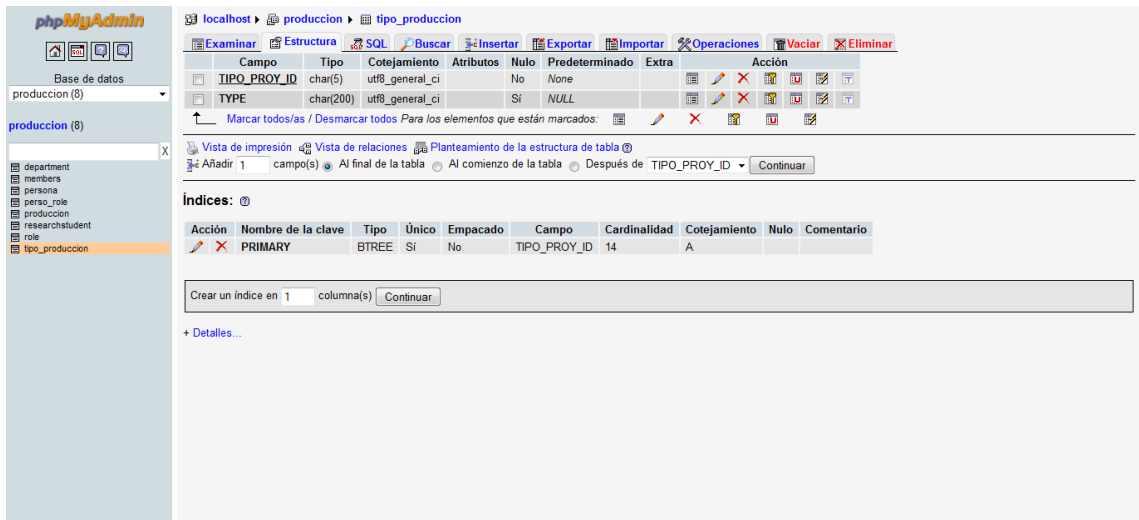 phpMyAdmin
Base de datos
produccion (8)
produccion (8)
X
department
members
persona
perso_role
produccion
researchstudent
role
tipo_produccion
localhost produccion tipo_produccion
Examinar Estructura SQL Buscar Insertar Exportar Importar Operaciones Vaciar Eliminar
Campo Tipo Cotejamiento Atributos Nulo Predeterminado Extra Acción
TIPO_PROY_ID char(5) utf8_general_ci No None
TYPE char(200) utf8_general_ci Sí NULL
Marcar todos/as / Desmarcar todos Para los elementos que están marcados:
Vista de impresión Vista de relaciones Planteamiento de la estructura de tabla
Añadir 1 campo(s) Al final de la tabla Al comienzo de la tabla Después de TIPO_PROY_ID Continuar
Índices:
Acción Nombre de la clave Tipo Único Empacado Campo Cardinalidad Cotejamiento Nulo Comentario
PRIMARY BTREE Sí No TIPO_PROY_ID 14 A
Crear un índice en 1 columna(s) Continuar
+ Detalles...